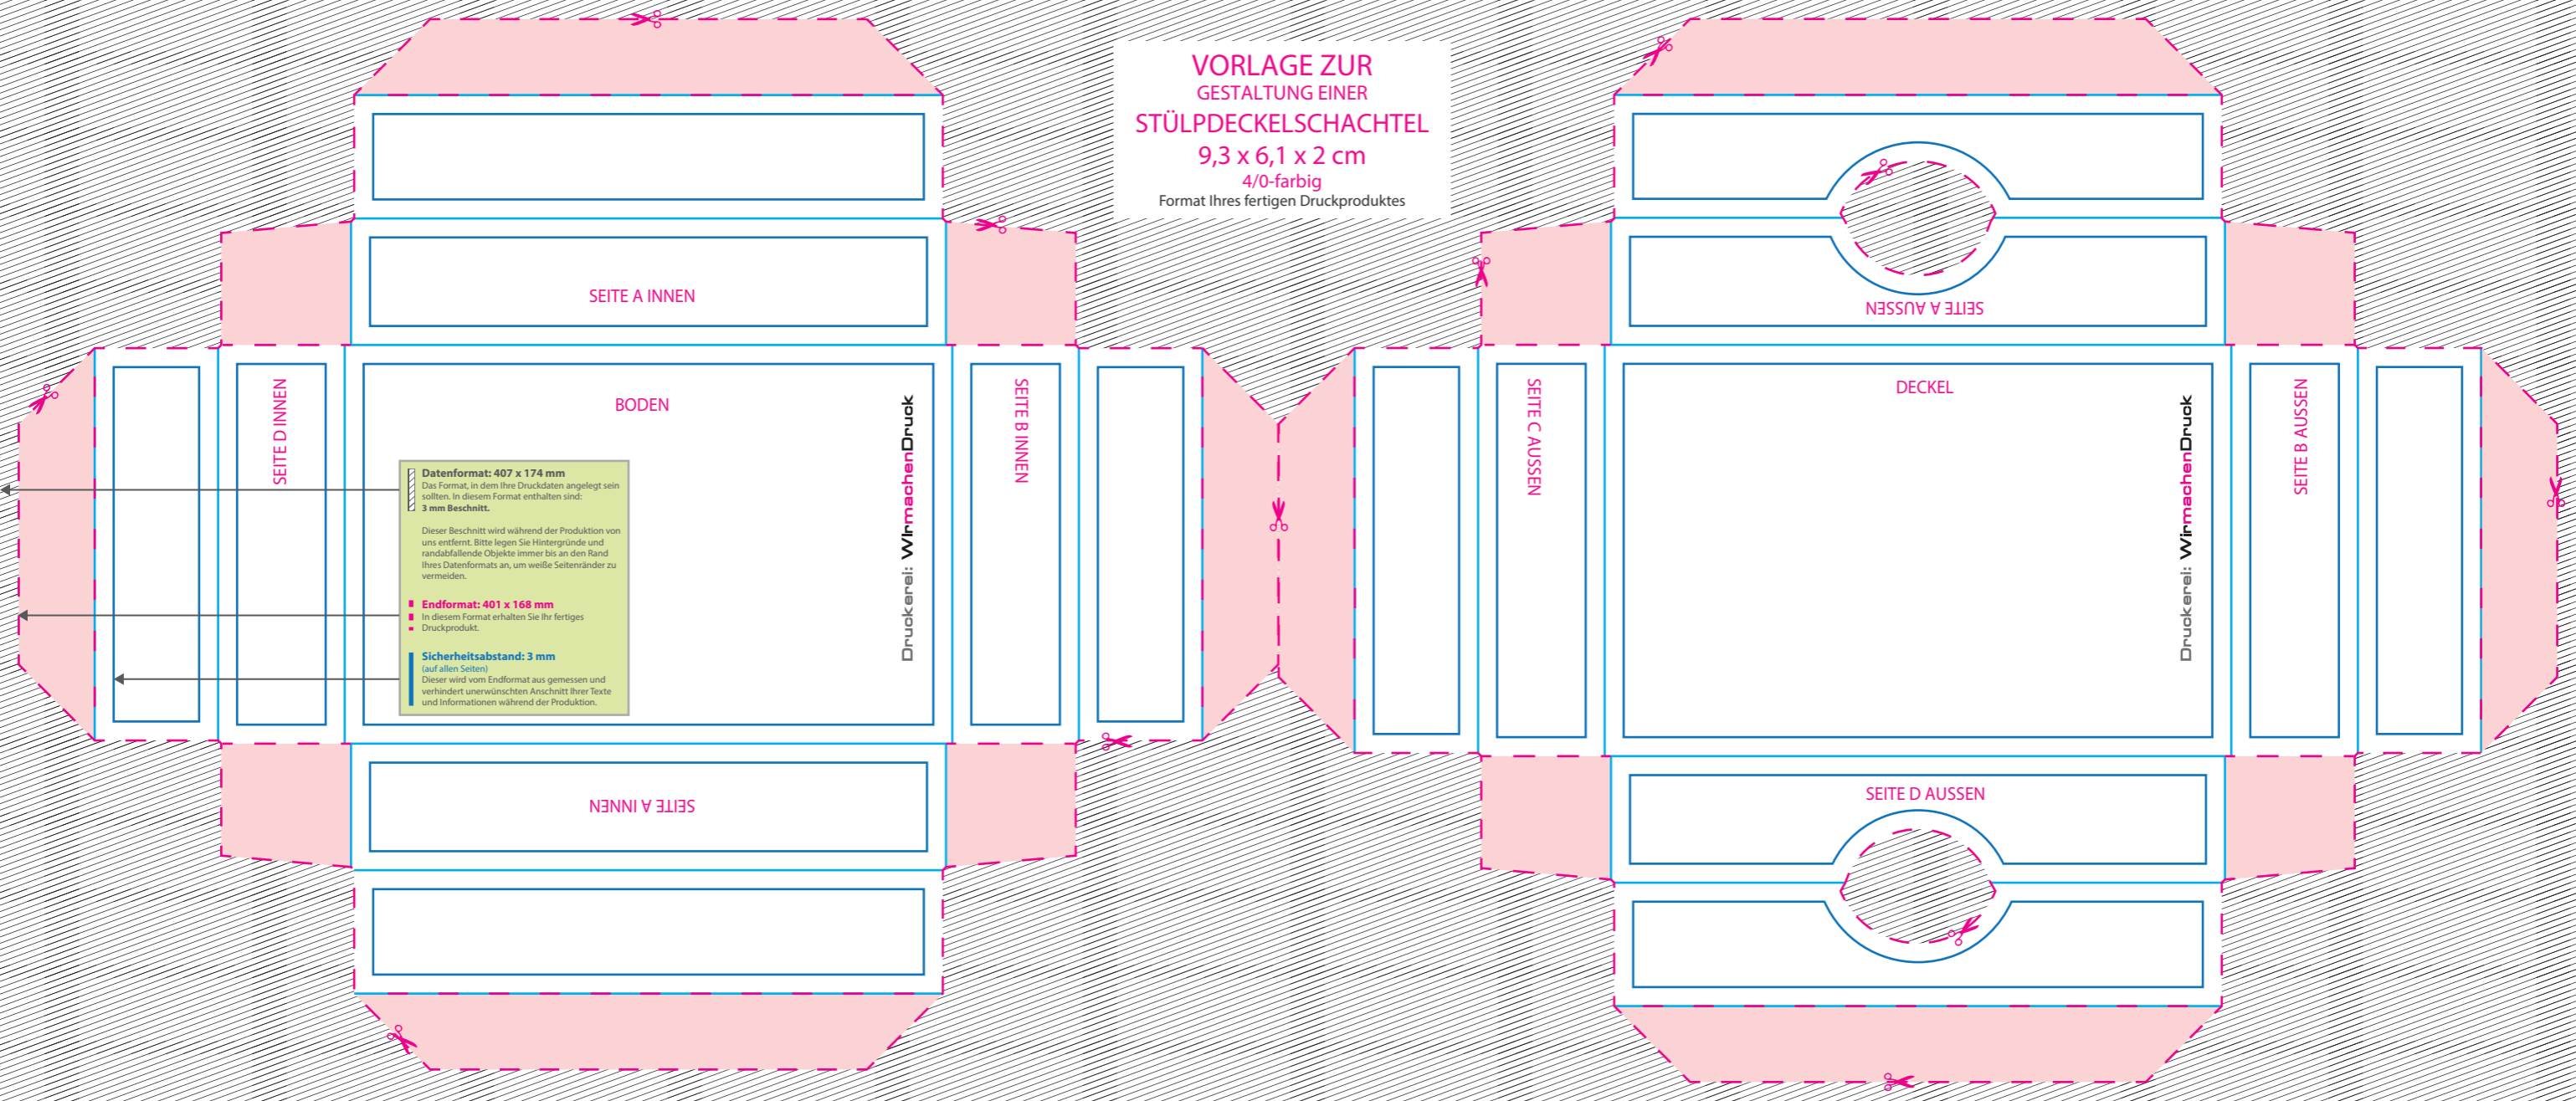 VORLAGE ZUR
GESTALTUNG EINER
STÜLPDECKELSCHACHTEL
9,3 x 6,1 x 2 cm
4/0-farbig
Format Ihres fertigen Druckproduktes
SEITE A INNEN
SEITE D INNEN
BODEN
Datenformat: 407 x 174 mm
Das Format, in dem Ihre Druckdaten angelegt sein
sollten. In diesem Format enthalten sind:
3 mm Beschnitt.
Dieser Beschnitt wird während der Produktion von
uns entfernt. Bitte legen Sie Hintergründe und
randabfallende Objekte immer bis an den Rand
Ihres Datenformats an, um weiße Seitenränder zu
vermeiden.
Endformat: 401 x 168 mm
In diesem Format erhalten Sie Ihr fertiges
Druckprodukt.
Sicherheitsabstand: 3 mm
(auf allen Seiten)
Dieser wird vom Endformat aus gemessen und
verhindert unerwünschten Anschnitt Ihrer Texte
und Informationen während der Produktion.
Druckerei: WIrmachenDruck
SEITE B INNEN
SEITE A INNEN
SEITE A AUSSEN
SEITE C AUSSEN
DECKEL
Druckerei: WirmachenDruck
SEITE B AUSSEN
SEITE D AUSSEN